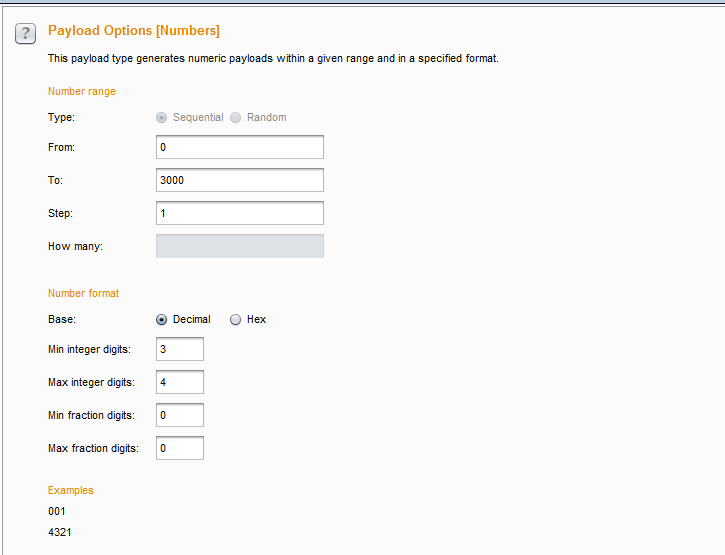 ?
Payload Options [Numbers]
This payload type generates numeric payloads within a given range and in a specified format.
Number range
Type: Sequential Random
From: 0
To: 3000
Step: 1
How many:
Number format
Base: Decimal Hex
Min integer digits: 3
Max integer digits: 4
Min fraction digits: 0
Max fraction digits: 0
Examples
001
4321